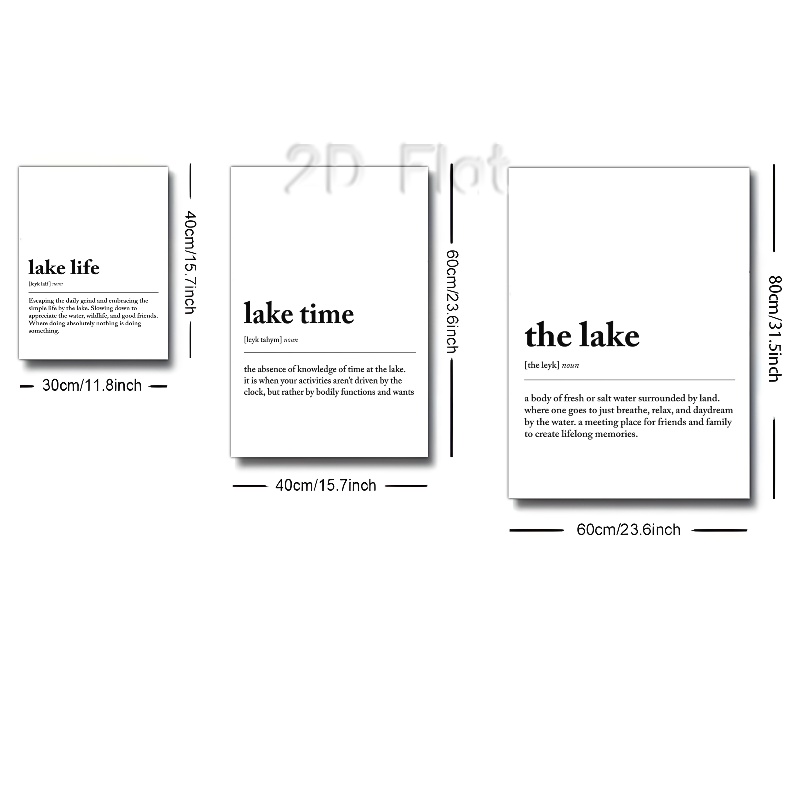 2D Flat
lake life
[leyk laif] noun
Escaping the daily grind and embracing the
simple life by the lake. Slowing down to
appreciate the water, wildlife, and good friends.
Where doing absolutely nothing is doing
something.
40cm/15.7inch
30cm/11.8inch
lake time
[leyk tahym] noun
the absence of knowledge of time at the lake.
it is when your activities aren't driven by the
clock, but rather by bodily functions and wants
60cm/23.6inch
40cm/15.7inch
the lake
[the leyk] noun
a body of fresh or salt water surrounded by land.
where one goes to just breathe, relax, and daydream
by the water. a meeting place for friends and family
to create lifelong memories.
80cm/31.5inch
60cm/23.6inch